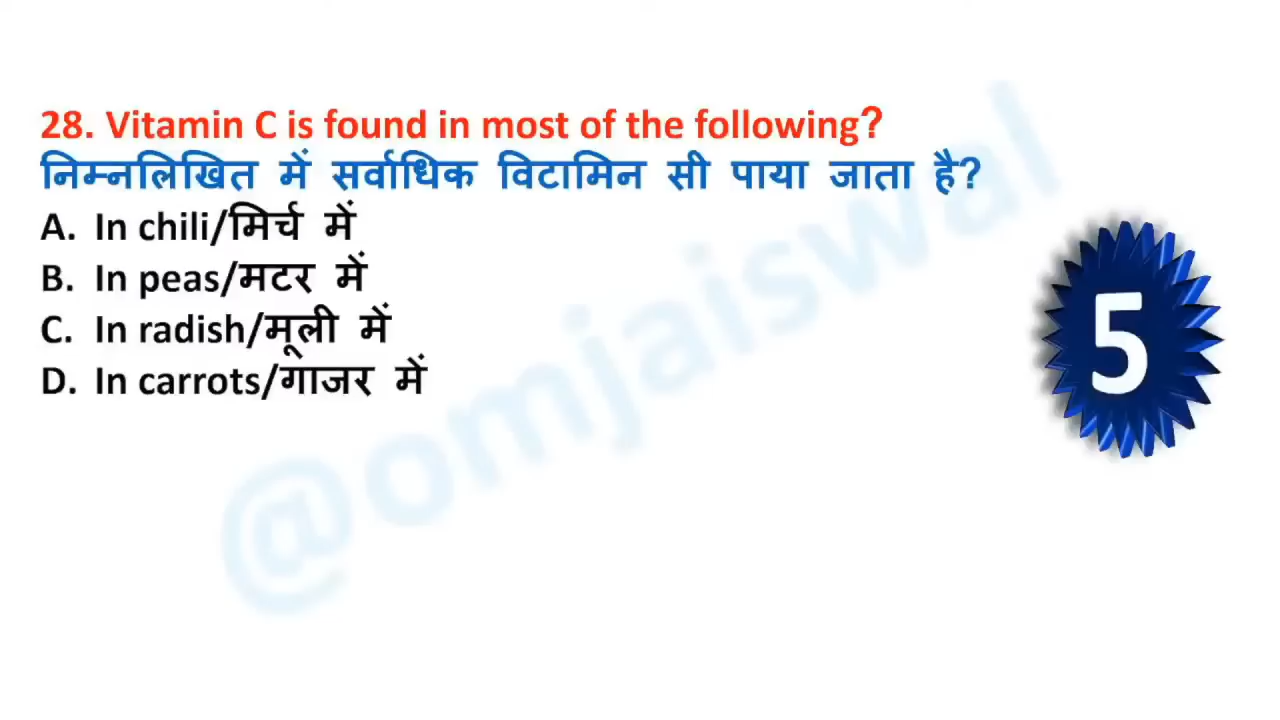 28. Vitamin C is found in most of the following?
निम्नलिखित में सर्वाधिक विटामिन सी पाया जाता है?
A. In chili/मिर्च में
B. In peas/मटर में
C. In radish/मूली में
D. In carrots/गाजर में
5
@omjaiswal